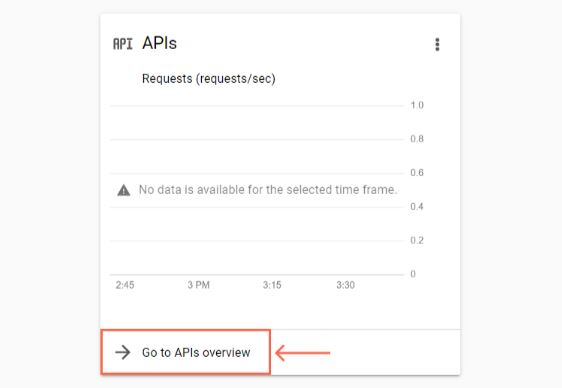 API APIs
Requests (requests/sec)
1.0
0.8
0.6
No data is available for the selected time frame.
0.4
0.2
0
2:45 3 PM 3:15 3:30
Go to APIs overview